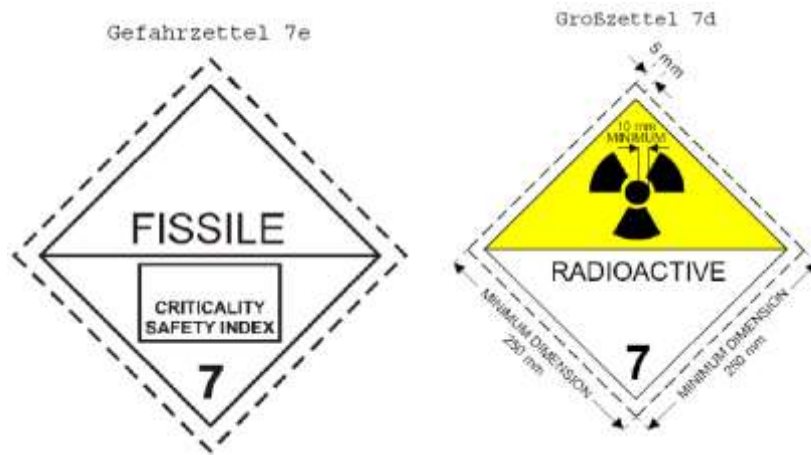 Gefahrzettel 7e
FISSILE
CRITICALITY
SAFETY INDEX
7
Großzettel 7d
5 mm
10 mm
MINIMUM
RADIOACTIVE
7
MINIMUM DIMENSION
250 mm
MINIMUM DIMENSION
250 mm